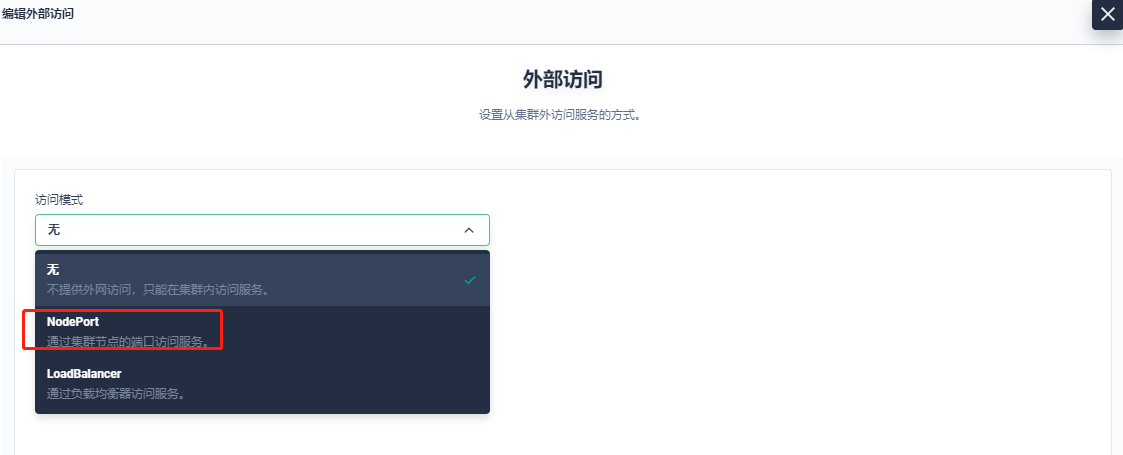 编辑外部访问
外部访问
设置从集群外访问服务的方式。
访问模式
无
无
不提供外网访问，只能在集群内访问服务。
NodePort
通过集群节点的端口访问服务。
LoadBalancer
通过负载均衡器访问服务。